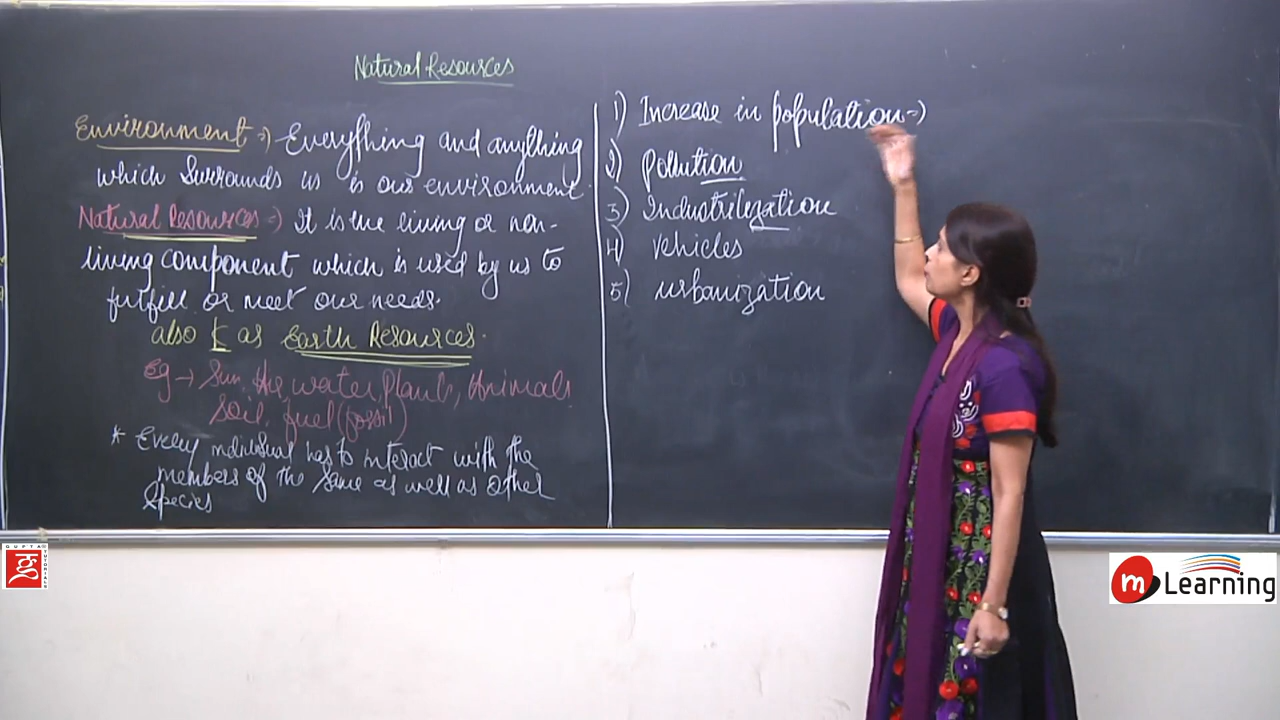 Natural Resources
Environment → Everything and anything
which surrounds us is our environment.
Natural Resources → It is the living or non-
living component which is used by us to
fulfill or meet our needs.
also K as Earth Resources.
Eg → Sun, Air water, Plants, Animals
soil, fuel (fossil)
* Every individual has to interact with the
members of the same as well as other
species
1) Increase in population →
2) Pollution
3) Industrilization
4) vehicles
5) urbanization
GUPTA TUTORIALS
m Learning